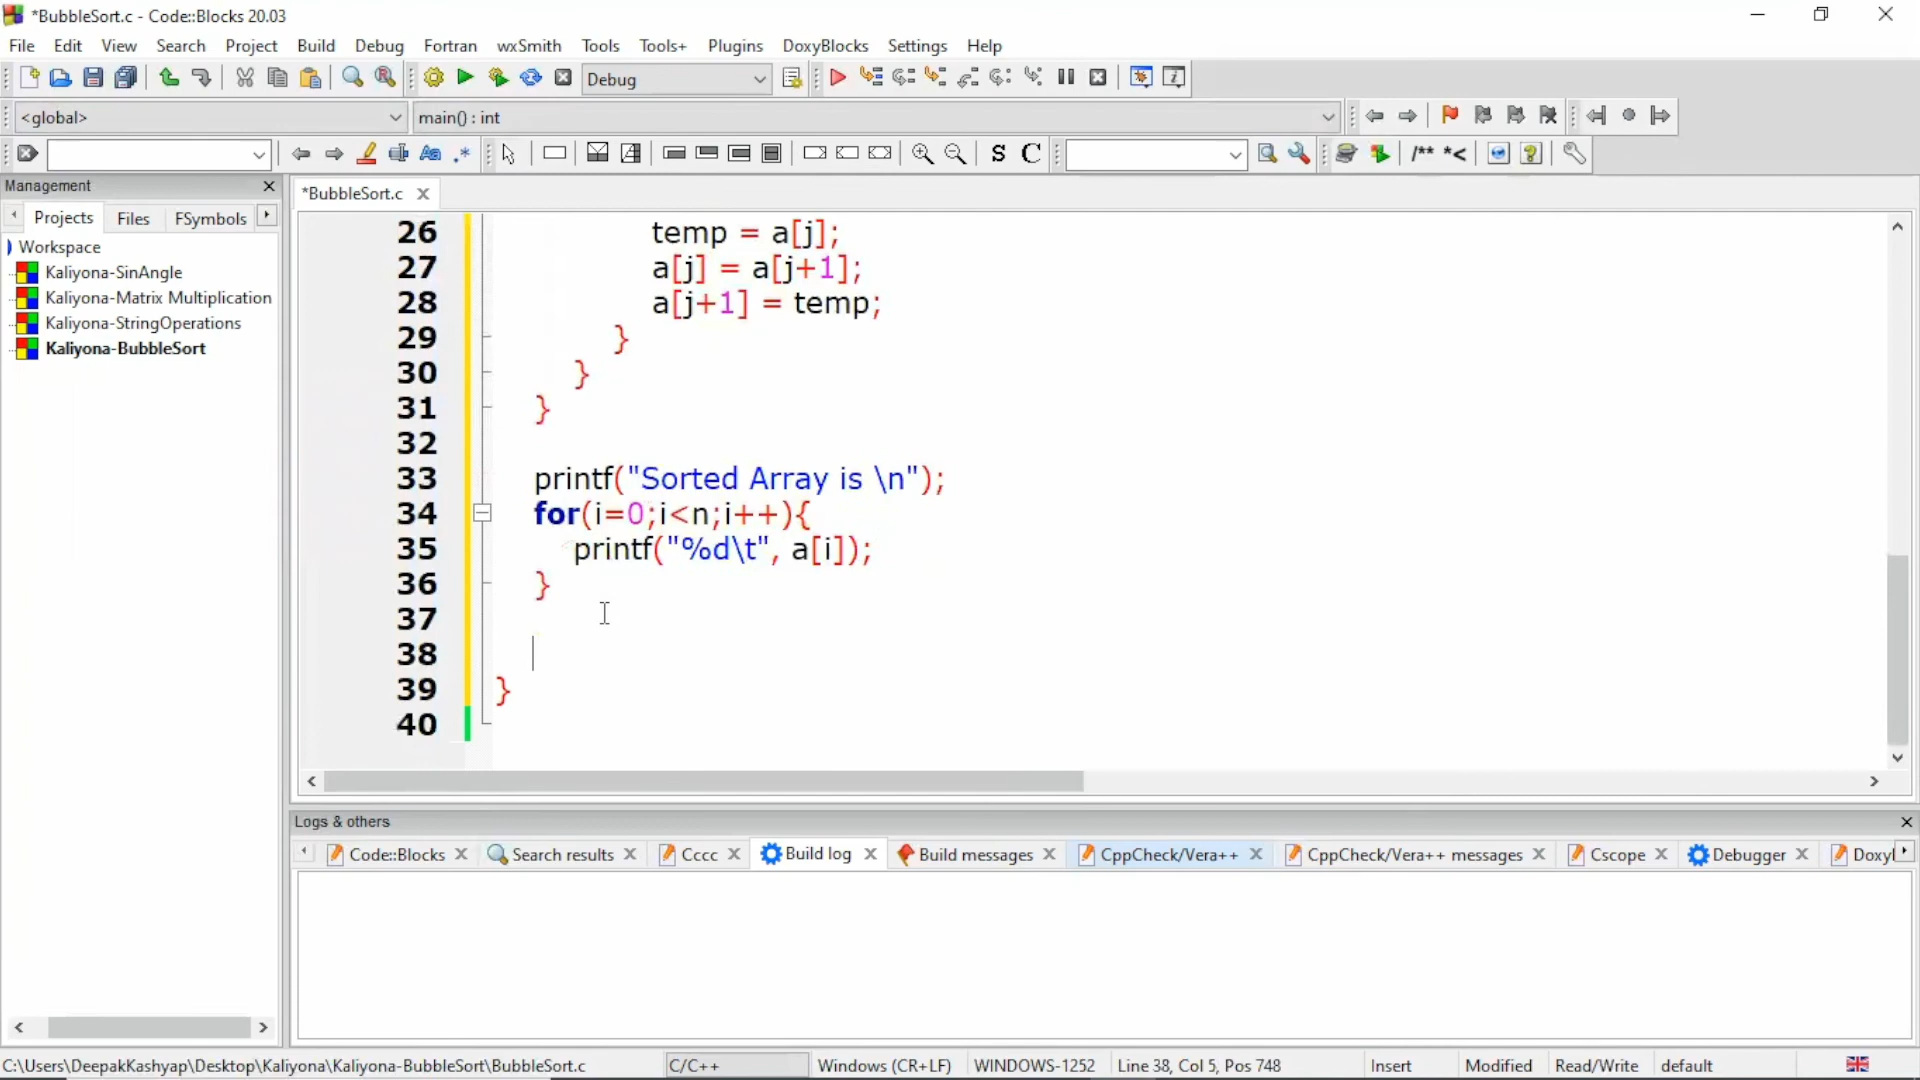 *BubbleSort.c - Code::Blocks 20.03
File Edit View Search Project Build Debug Fortran wxSmith Tools Tools+ Plugins DoxyBlocks Settings Help
Debug
<global> main() : int
S C /** *<
Management
*BubbleSort.c
Projects Files FSymbols
Workspace
Kaliyona-SinAngle
Kaliyona-Matrix Multiplication
Kaliyona-StringOperations
Kaliyona-BubbleSort
26 temp = a[j];
27 a[j] = a[j+1];
28 a[j+1] = temp;
29 }
30 }
31 }
32
33 printf("Sorted Array is \n");
34 for(i=0;i<n;i++){
35 printf("%d\t", a[i]);
36 }
37
38
39 }
40
Logs & others
Code::Blocks Search results Cccc Build log Build messages CppCheck/Vera++ CppCheck/Vera++ messages Cscope Debugger Doxyl
C:\Users\DeepakKashyap\Desktop\Kaliyona\Kaliyona-BubbleSort\BubbleSort.c C/C++ Windows (CR+LF) WINDOWS-1252 Line 38, Col 5, Pos 748 Insert Modified Read/Write default